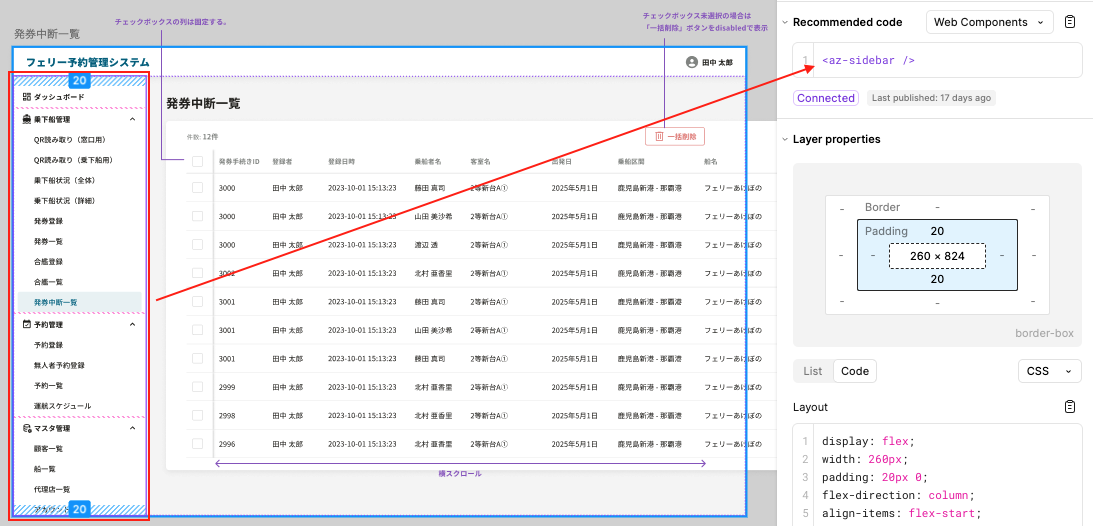 チェックボックスの列は固定する。
チェックボックス未選択の場合は
「一括削除」ボタンをdisabledで表示
発券中断一覧
フェリー予約管理システム
田中 太郎
20
ダッシュボード
乗下船管理
QR読み取り（窓口用）
QR読み取り（乗下船用）
乗下船状況（全体）
乗下船状況（詳細）
発券登録
発券一覧
合艦登録
合艦一覧
発券中断一覧
予約管理
予約登録
無人者予約登録
予約一覧
運航スケジュール
マスタ管理
顧客一覧
船一覧
代理店一覧
20
発券中断一覧
件数: 12件
一括削除
発券手続きID 登録者 登録日時 乗船者名 客室名 出発日 乗船区間 船名
3000 田中 太郎 2023-10-01 15:13:23 藤田 真司 2等新台A① 2025年5月1日 鹿児島新港 - 那覇港 フェリーあけぼの
3000 田中 太郎 2023-10-01 15:13:23 山田 美沙希 2等新台A① 2025年5月1日 鹿児島新港 - 那覇港 フェリーあけぼの
3000 田中 太郎 2023-10-01 15:13:23 渡辺 透 2等新台A① 2025年5月1日 鹿児島新港 - 那覇港 フェリーあけぼの
3002 田中 太郎 2023-10-01 15:13:23 北村 亜香里 2等新台A① 2025年5月1日 鹿児島新港 - 那覇港 フェリーあけぼの
3001 田中 太郎 2023-10-01 15:13:23 藤田 真司 2等新台A① 2025年5月1日 鹿児島新港 - 那覇港 フェリーあけぼの
3001 田中 太郎 2023-10-01 15:13:23 山田 美沙希 2等新台A① 2025年5月1日 鹿児島新港 - 那覇港 フェリーあけぼの
3001 田中 太郎 2023-10-01 15:13:23 藤田 真司 2等新台A① 2025年5月1日 鹿児島新港 - 那覇港 フェリーあけぼの
2999 田中 太郎 2023-10-01 15:13:23 北村 亜香里 2等新台A① 2025年5月1日 鹿児島新港 - 那覇港 フェリーあけぼの
2998 田中 太郎 2023-10-01 15:13:23 北村 亜香里 2等新台A① 2025年5月1日 鹿児島新港 - 那覇港 フェリーあけぼの
2996 田中 太郎 2023-10-01 15:13:23 北村 亜香里 2等新台A① 2025年5月1日 鹿児島新港 - 那覇港 フェリーあけぼの
横スクロール
Recommended code Web Components
1 <az-sidebar />
Connected Last published: 17 days ago
Layer properties
Border -
Padding 20
- - 260 × 824 - -
20
-
border-box
List Code CSS
Layout
1 display: flex;
2 width: 260px;
3 padding: 20px 0;
4 flex-direction: column;
5 align-items: flex-start;